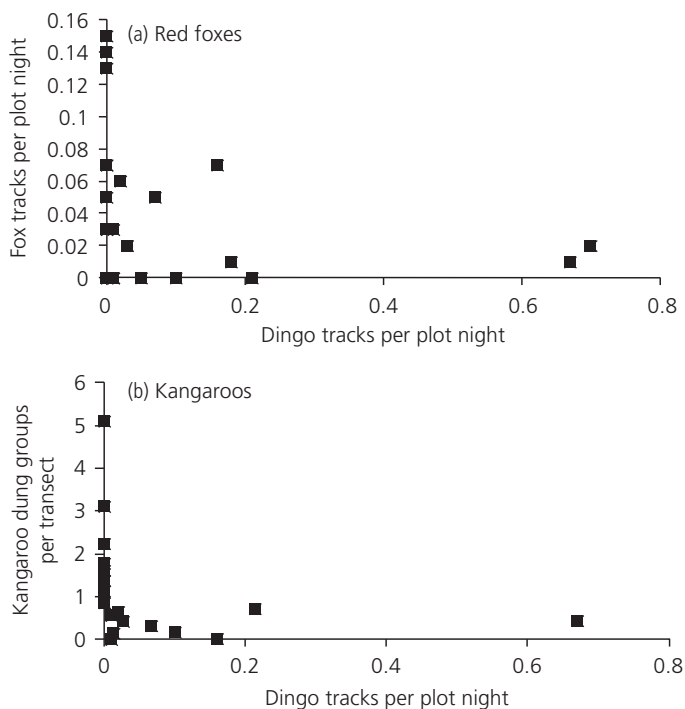 (a) Red foxes
Fox tracks per plot night
0.16
0.14
0.12
0.1
0.08
0.06
0.04
0.02
0
0 0.2 0.4 0.6 0.8
Dingo tracks per plot night
(b) Kangaroos
Kangaroo dung groups
per transect
6
5
4
3
2
1
0
0 0.2 0.4 0.6 0.8
Dingo tracks per plot night